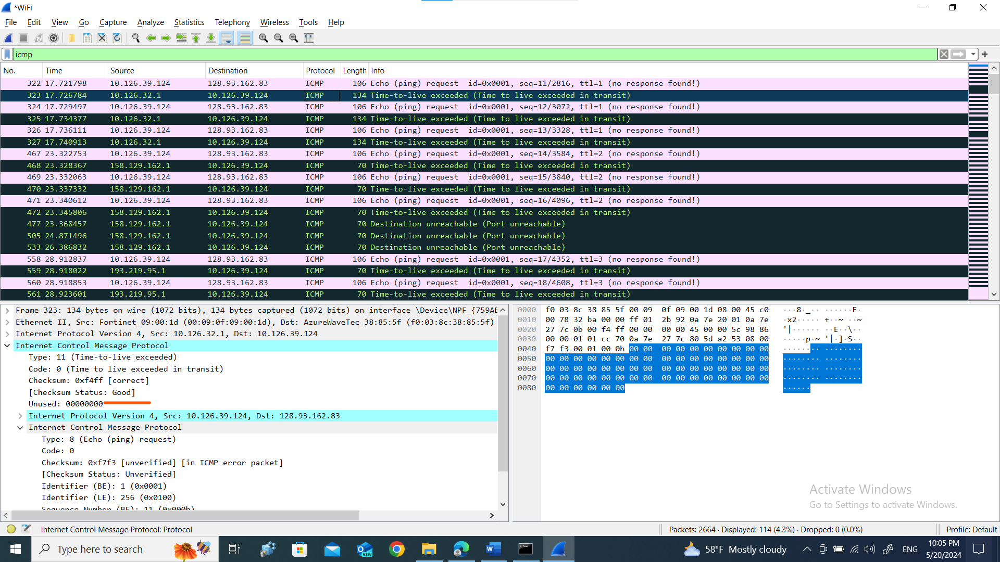 *WiFi
File Edit View Go Capture Analyze Statistics Telephony Wireless Tools Help
icmp
No. Time Source Destination Protocol Length Info
322 17.721798 10.126.39.124 128.93.162.83 ICMP 106 Echo (ping) request id=0x0001, seq=11/2816, ttl=1 (no response found!)
323 17.726784 10.126.32.1 10.126.39.124 ICMP 134 Time-to-live exceeded (Time to live exceeded in transit)
324 17.729497 10.126.39.124 128.93.162.83 ICMP 106 Echo (ping) request id=0x0001, seq=12/3072, ttl=1 (no response found!)
325 17.734377 10.126.32.1 10.126.39.124 ICMP 134 Time-to-live exceeded (Time to live exceeded in transit)
326 17.736111 10.126.39.124 128.93.162.83 ICMP 106 Echo (ping) request id=0x0001, seq=13/3328, ttl=1 (no response found!)
327 17.740913 10.126.32.1 10.126.39.124 ICMP 134 Time-to-live exceeded (Time to live exceeded in transit)
467 23.322753 10.126.39.124 128.93.162.83 ICMP 106 Echo (ping) request id=0x0001, seq=14/3584, ttl=2 (no response found!)
468 23.328367 158.129.162.1 10.126.39.124 ICMP 70 Time-to-live exceeded (Time to live exceeded in transit)
469 23.332063 10.126.39.124 128.93.162.83 ICMP 106 Echo (ping) request id=0x0001, seq=15/3840, ttl=2 (no response found!)
470 23.337332 158.129.162.1 10.126.39.124 ICMP 70 Time-to-live exceeded (Time to live exceeded in transit)
471 23.340612 10.126.39.124 128.93.162.83 ICMP 106 Echo (ping) request id=0x0001, seq=16/4096, ttl=2 (no response found!)
472 23.345806 158.129.162.1 10.126.39.124 ICMP 70 Time-to-live exceeded (Time to live exceeded in transit)
477 23.368457 158.129.162.1 10.126.39.124 ICMP 70 Destination unreachable (Port unreachable)
505 24.871496 158.129.162.1 10.126.39.124 ICMP 70 Destination unreachable (Port unreachable)
533 26.386832 158.129.162.1 10.126.39.124 ICMP 70 Destination unreachable (Port unreachable)
558 28.912837 10.126.39.124 128.93.162.83 ICMP 106 Echo (ping) request id=0x0001, seq=17/4352, ttl=3 (no response found!)
559 28.918022 193.219.95.1 10.126.39.124 ICMP 70 Time-to-live exceeded (Time to live exceeded in transit)
560 28.918853 10.126.39.124 128.93.162.83 ICMP 106 Echo (ping) request id=0x0001, seq=18/4608, ttl=3 (no response found!)
561 28.923601 193.219.95.1 10.126.39.124 ICMP 70 Time-to-live exceeded (Time to live exceeded in transit)
Frame 323: 134 bytes on wire (1072 bits), 134 bytes captured (1072 bits) on interface \Device\NPF_{759AE
Ethernet II, Src: Fortinet_09:00:1d (00:09:0f:09:00:1d), Dst: AzureWaveTec_38:85:5f (f0:03:8c:38:85:5f)
Internet Protocol Version 4, Src: 10.126.32.1, Dst: 10.126.39.124
Internet Control Message Protocol
Type: 11 (Time-to-live exceeded)
Code: 0 (Time to live exceeded in transit)
Checksum: 0xf4ff [correct]
[Checksum Status: Good]
Unused: 00000000
Internet Protocol Version 4, Src: 10.126.39.124, Dst: 128.93.162.83
Internet Control Message Protocol
Type: 8 (Echo (ping) request)
Code: 0
Checksum: 0xf7f3 [unverified] [in ICMP error packet]
[Checksum Status: Unverified]
Identifier (BE): 1 (0x0001)
Identifier (LE): 256 (0x0100)
Sequence Number (BE): 11 (0x000b)
0000 f0 03 8c 38 85 5f 00 09 0f 09 00 1d 08 00 45 c0 ···8·_·· ······E·
0010 00 78 32 ba 00 00 ff 01 2b 92 0a 7e 20 01 0a 7e ·x2····· +··~ ··~
0020 27 7c 0b 00 f4 ff 00 00 00 00 45 00 00 5c 98 86 '|······ ··E··\··
0030 00 00 01 01 cc 70 0a 7e 27 7c 80 5d a2 53 08 00 ·····p·~ '|·]·S··
0040 f7 f3 00 01 00 0b 00 00 00 00 00 00 00 00 00 00 ········ ········
0050 00 00 00 00 00 00 00 00 00 00 00 00 00 00 00 00 ········ ········
0060 00 00 00 00 00 00 00 00 00 00 00 00 00 00 00 00 ········ ········
0070 00 00 00 00 00 00 00 00 00 00 00 00 00 00 00 00 ········ ········
0080 00 00 00 00 00 00 ······
Activate Windows
Go to Settings to activate Windows.
Internet Control Message Protocol: Protocol
Packets: 2664 · Displayed: 114 (4.3%) · Dropped: 0 (0.0%)
Profile: Default
Type here to search
NEW
58°F Mostly cloudy
ENG
10:05 PM
5/20/2024